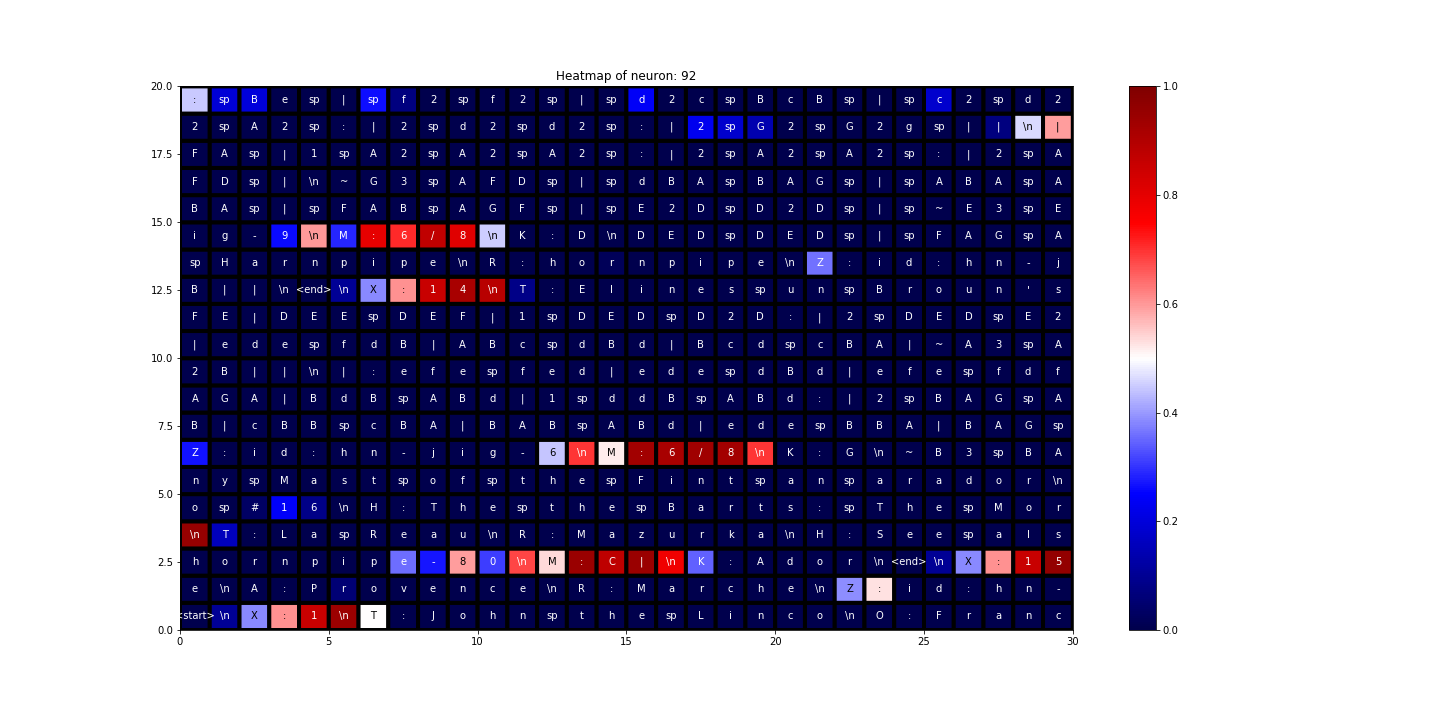 Heatmap of neuron: 92
20.0 : sp B e sp | sp f 2 sp f 2 sp | sp d 2 c sp B c B sp | sp c 2 sp d 2 1.0
2 sp A 2 sp : | 2 sp d 2 sp d 2 sp : | 2 sp G 2 sp G 2 g sp | | \n |
17.5 F A sp | 1 sp A 2 sp A 2 sp A 2 sp : | 2 sp A 2 sp A 2 sp : | 2 sp A
F D sp | \n ~ G 3 sp A F D sp | sp d B A sp B A G sp | sp A B A sp A 0.8
B A sp | sp F A B sp A G F sp | sp E 2 D sp D 2 D sp | sp ~ E 3 sp E
15.0 i g - 9 \n M : 6 / 8 \n K : D \n D E D sp D E D sp | sp F A G sp A
sp H a r n p i p e \n R : h o r n p i p e \n Z : i d : h n - j
12.5 B | | \n <end> \n X : 1 4 \n T : E l i n e s sp u n sp B r o u n ' s 0.6
F E | D E E sp D E F | 1 sp D E D sp D 2 D : | 2 sp D E D sp E 2
10.0 | e d e sp f d B | A B c sp d B d | B c d sp c B A | ~ A 3 sp A
2 B | | \n | : e f e sp f e d | e d e sp d B d | e f e sp f d f
A G A | B d B sp A B d | 1 sp d d B sp A B d : | 2 sp B A G sp A 0.4
7.5 B | c B B sp c B A | B A B sp A B d | e d e sp B B A | B A G sp
Z : i d : h n - j i g - 6 \n M : 6 / 8 \n K : G \n ~ B 3 sp B A
5.0 n y sp M a s t sp o f sp t h e sp F i n t sp a n sp a r a d o r \n
o sp # 1 6 \n H : T h e sp t h e sp B a r t s : sp T h e sp M o r 0.2
\n T : L a sp R e a u \n R : M a z u r k a \n H : S e e sp a l s
2.5 h o r n p i p e - 8 0 \n M : C | \n K : A d o r \n <end> \n X : 1 5
e \n A : P r o v e n c e \n R : M a r c h e \n Z : i d : h n -
0.0 <start> \n X : 1 \n T : J o h n sp t h e sp L i n c o \n O : F r a n c 0.0
0 5 10 15 20 25 30